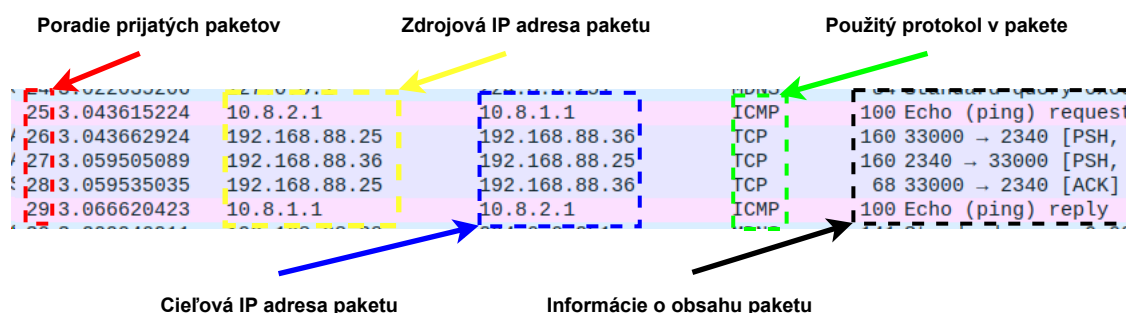 Poradie prijatých paketov Zdrojová IP adresa paketu Použitý protokol v pakete
25 3.043615224 10.8.2.1 10.8.1.1 ICMP 100 Echo (ping) request
26 3.043662924 192.168.88.25 192.168.88.36 TCP 160 33000 → 2340 [PSH,
27 3.059505089 192.168.88.36 192.168.88.25 TCP 160 2340 → 33000 [PSH,
28 3.059535035 192.168.88.25 192.168.88.36 TCP 68 33000 → 2340 [ACK]
29 3.066620423 10.8.1.1 10.8.2.1 ICMP 100 Echo (ping) reply
Cieľová IP adresa paketu Informácie o obsahu paketu